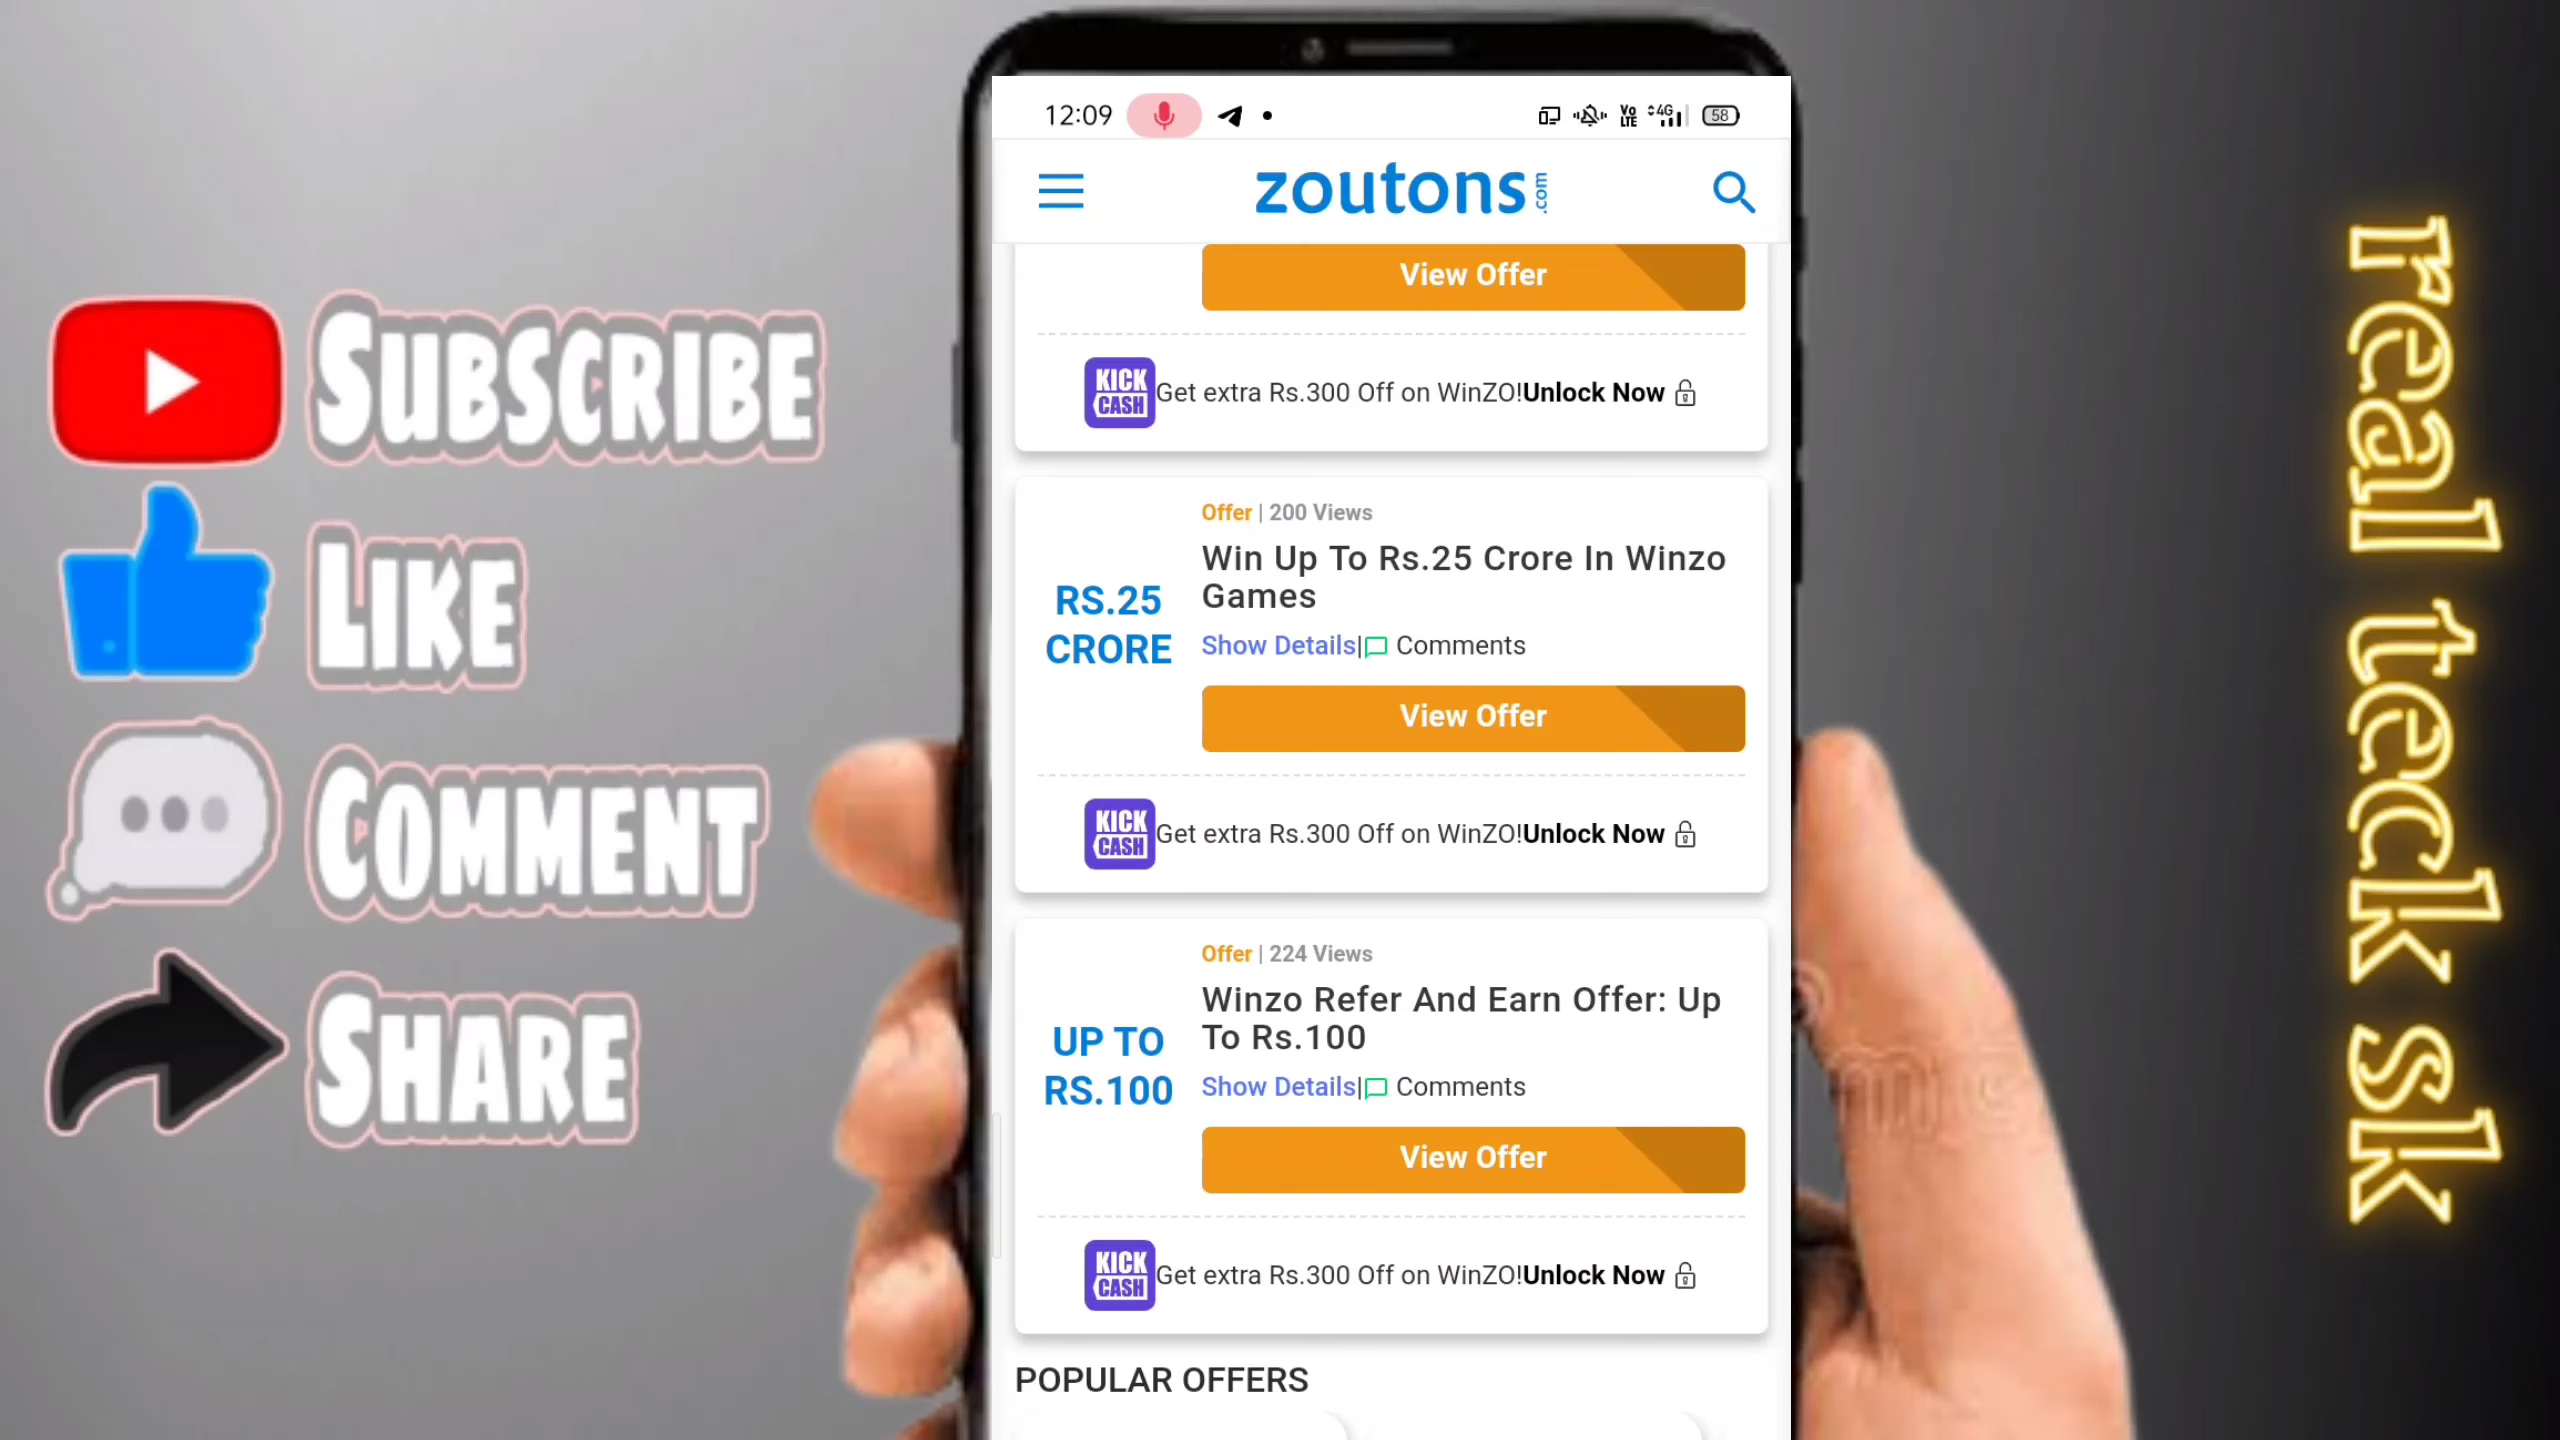 SUBSCRIBE
LIKE
COMMENT
SHARE
12:09
Vo
LTE
4G
58
zoutons.com
View Offer
KICK
CASH
Get extra Rs.300 Off on WinZO!Unlock Now
Offer | 200 Views
RS.25
CRORE
Win Up To Rs.25 Crore In Winzo
Games
Show Details| Comments
View Offer
KICK
CASH
Get extra Rs.300 Off on WinZO!Unlock Now
Offer | 224 Views
UP TO
RS.100
Winzo Refer And Earn Offer: Up
To Rs.100
Show Details| Comments
View Offer
KICK
CASH
Get extra Rs.300 Off on WinZO!Unlock Now
POPULAR OFFERS
real teck sk